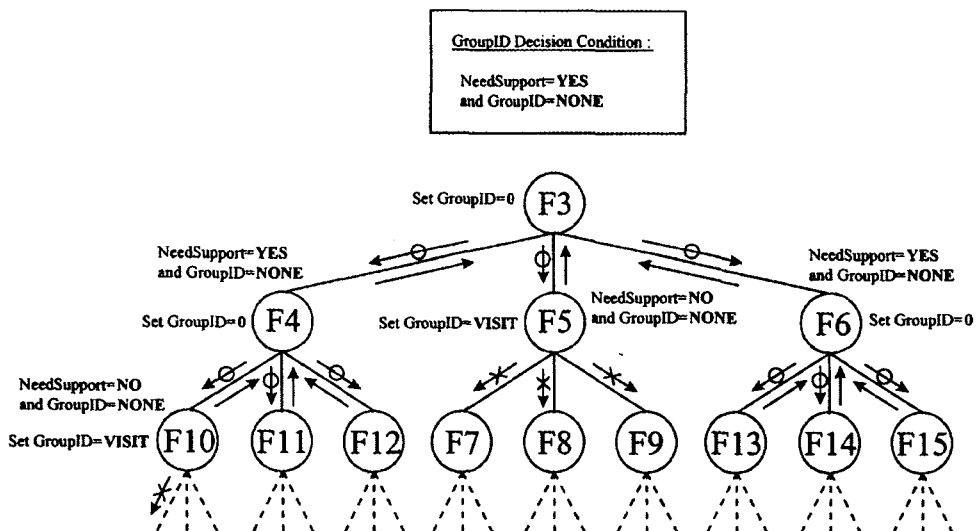 GroupID Decision Condition :
NeedSupport=YES
and GroupID=NONE
Set GroupID=0
F3
NeedSupport=YES
and GroupID=NONE
NeedSupport=YES
and GroupID=NONE
Set GroupID=0
F4
Set GroupID=VISIT
F5
NeedSupport=NO
and GroupID=NONE
F6
Set GroupID=0
NeedSupport=NO
and GroupID=NONE
Set GroupID=VISIT
F10
F11
F12
F7
F8
F9
F13
F14
F15